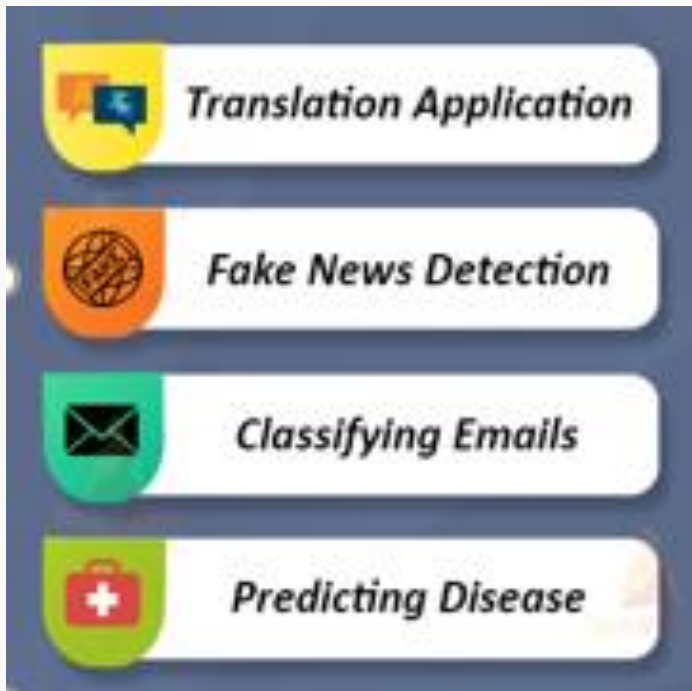 Translation Application
Fake News Detection
Classifying Emails
Predicting Disease